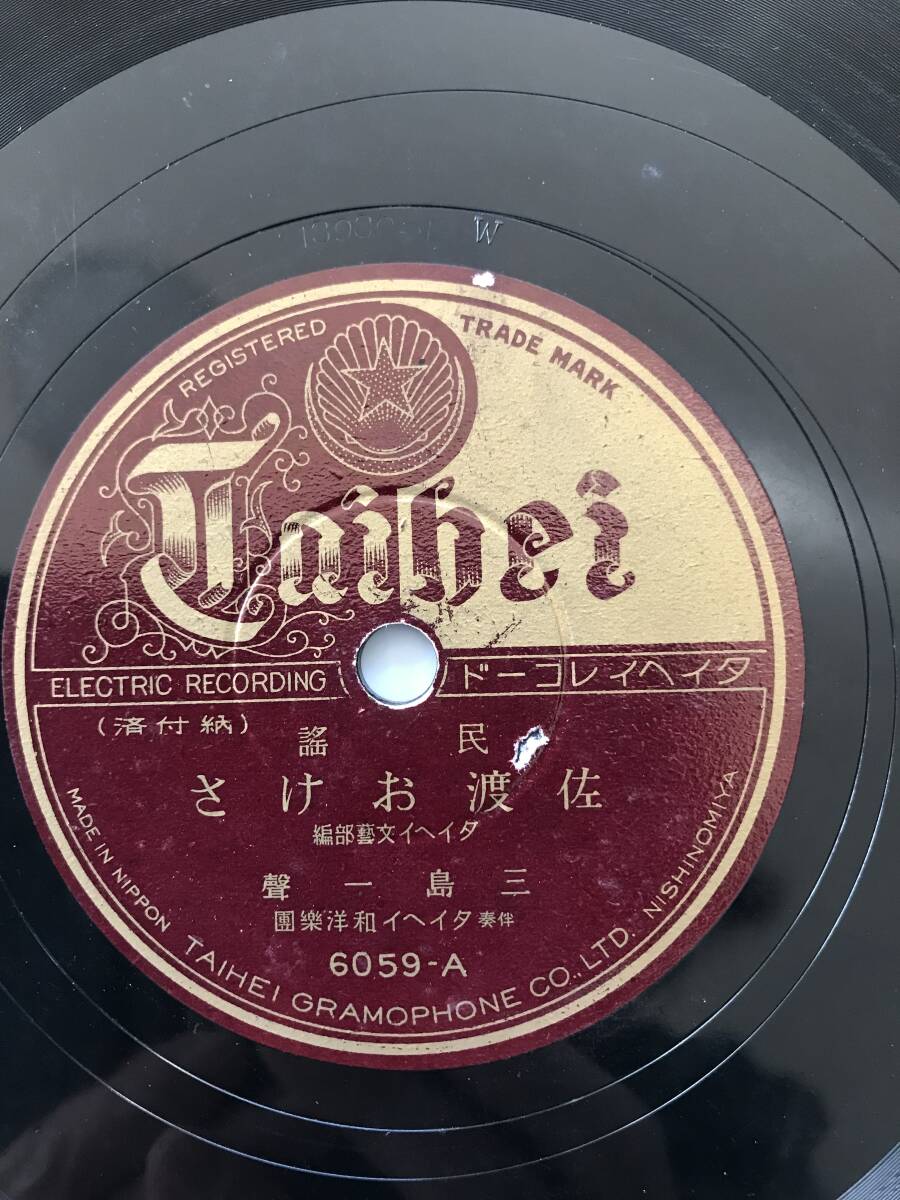 W
REGISTERED
TRADE MARK
Taihei
ELECTRIC RECORDING
タイヘイレコード
(納付済)
民謠
佐渡おけさ
タイヘイ文藝部編
三島一聲
伴奏タイヘイ和洋樂團
6059-A
MADE IN NIPPON TAIHEI GRAMOPHONE CO., LTD. NISHINOMIYA